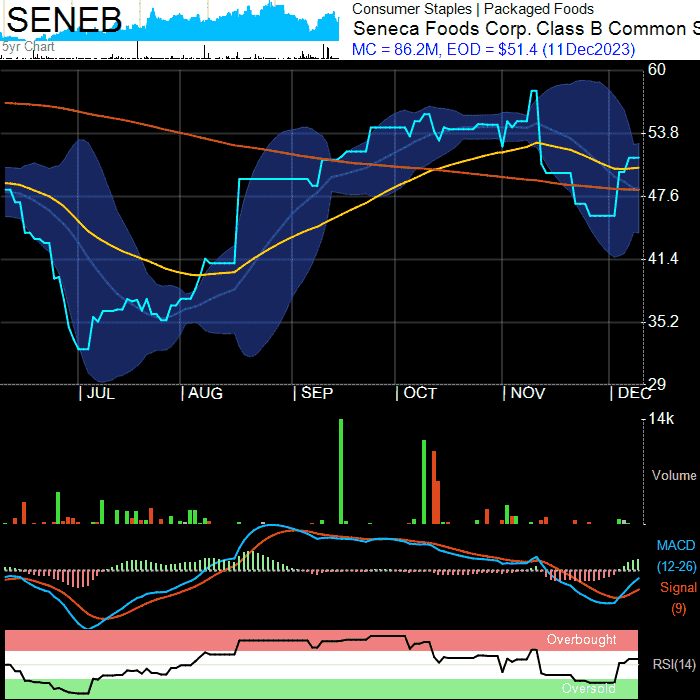 SENEB
5yr Chart
Consumer Staples | Packaged Foods
Seneca Foods Corp. Class B Common S
MC = 86.2M, EOD = $51.4 (11Dec2023)
60
53.8
47.6
41.4
35.2
29
| JUL | AUG | SEP | OCT | NOV | DEC
14k
Volume
MACD
(12-26)
Signal
(9)
Overbought
RSI(14)
Oversold